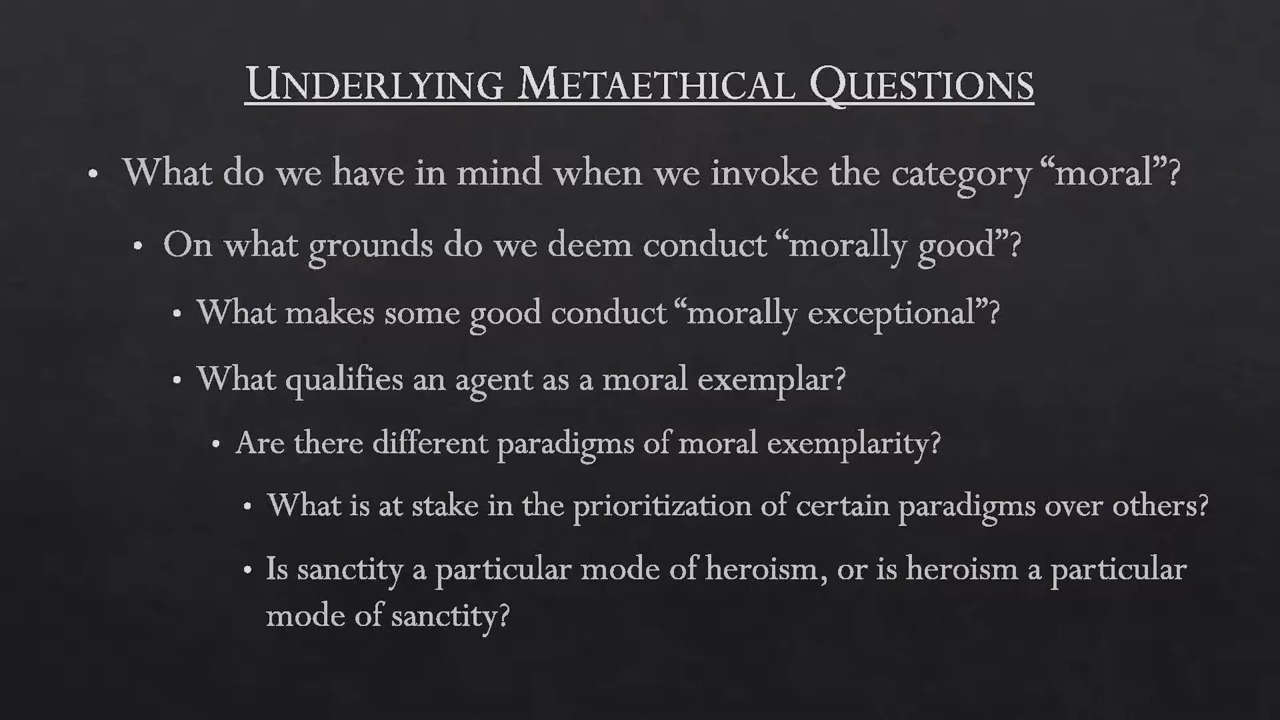 Underlying Metaethical Questions
• What do we have in mind when we invoke the category “moral”?
• On what grounds do we deem conduct “morally good”?
• What makes some good conduct “morally exceptional”?
• What qualifies an agent as a moral exemplar?
• Are there different paradigms of moral exemplarity?
• What is at stake in the prioritization of certain paradigms over others?
• Is sanctity a particular mode of heroism, or is heroism a particular
mode of sanctity?